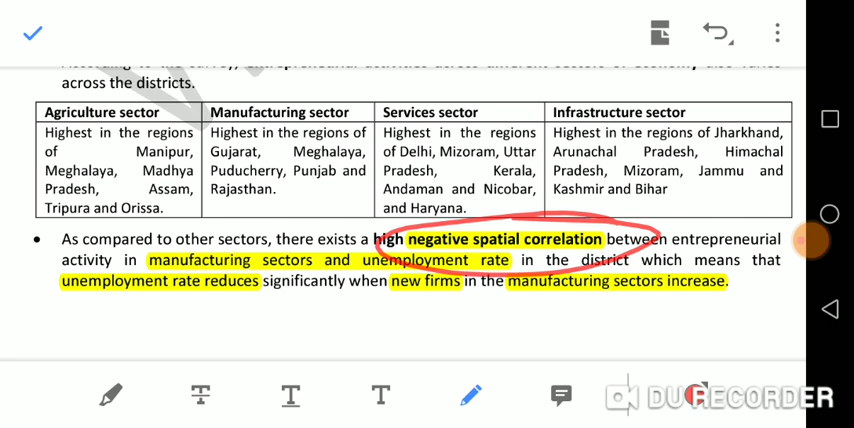 across the districts.
Agriculture sector
Highest in the regions
of Manipur,
Meghalaya, Madhya
Pradesh, Assam,
Tripura and Orissa.
Manufacturing sector
Highest in the regions of
Gujarat, Meghalaya,
Puducherry, Punjab and
Rajasthan.
Services sector
Highest in the regions
of Delhi, Mizoram, Uttar
Pradesh, Kerala,
Andaman and Nicobar,
and Haryana.
Infrastructure sector
Highest in the regions of Jharkhand,
Arunachal Pradesh, Himachal
Pradesh, Mizoram, Jammu and
Kashmir and Bihar
• As compared to other sectors, there exists a high negative spatial correlation between entrepreneurial
activity in manufacturing sectors and unemployment rate in the district which means that
unemployment rate reduces significantly when new firms in the manufacturing sectors increase.
T T T
DU RECORDER